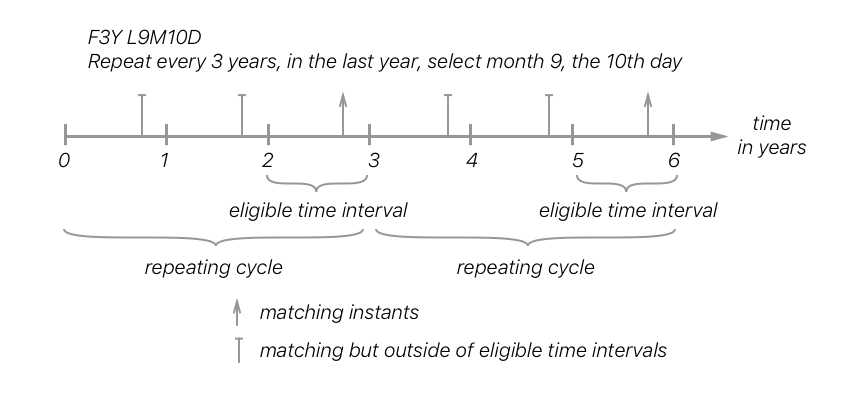 F3Y L9M10D
Repeat every 3 years, in the last year, select month 9, the 10th day
time
in years
0 1 2 3 4 5 6
eligible time interval eligible time interval
repeating cycle repeating cycle
matching instants
matching but outside of eligible time intervals